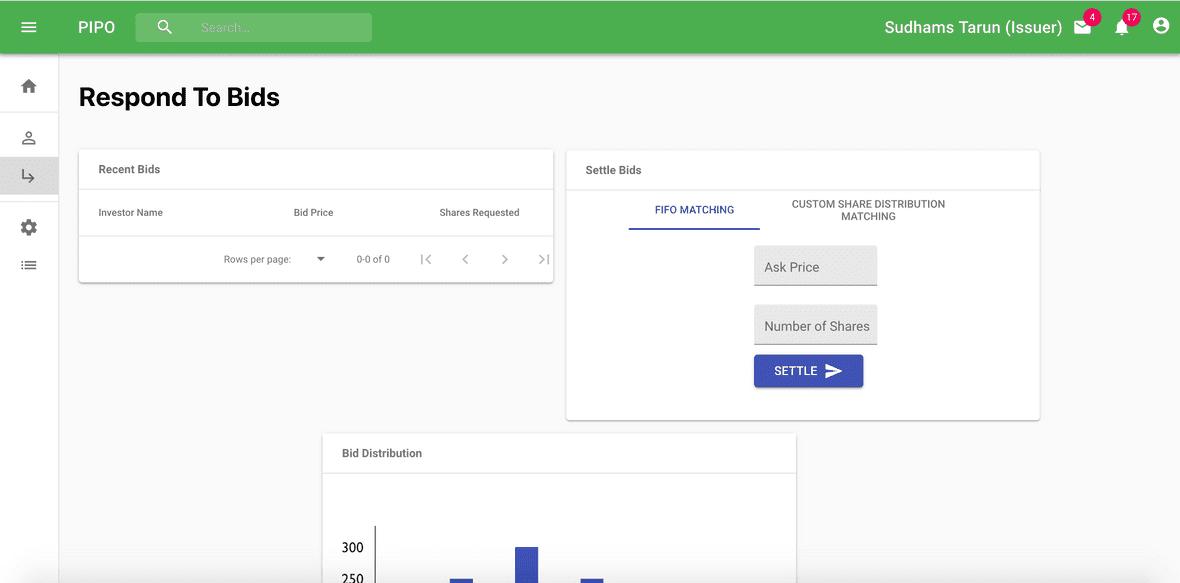 PIPO
Search...
Sudhams Tarun (Issuer)
4
17
Respond To Bids
Recent Bids
Investor Name Bid Price Shares Requested
Rows per page: 0-0 of 0
Settle Bids
FIFO MATCHING
CUSTOM SHARE DISTRIBUTION
MATCHING
Ask Price
Number of Shares
SETTLE
Bid Distribution
300
250